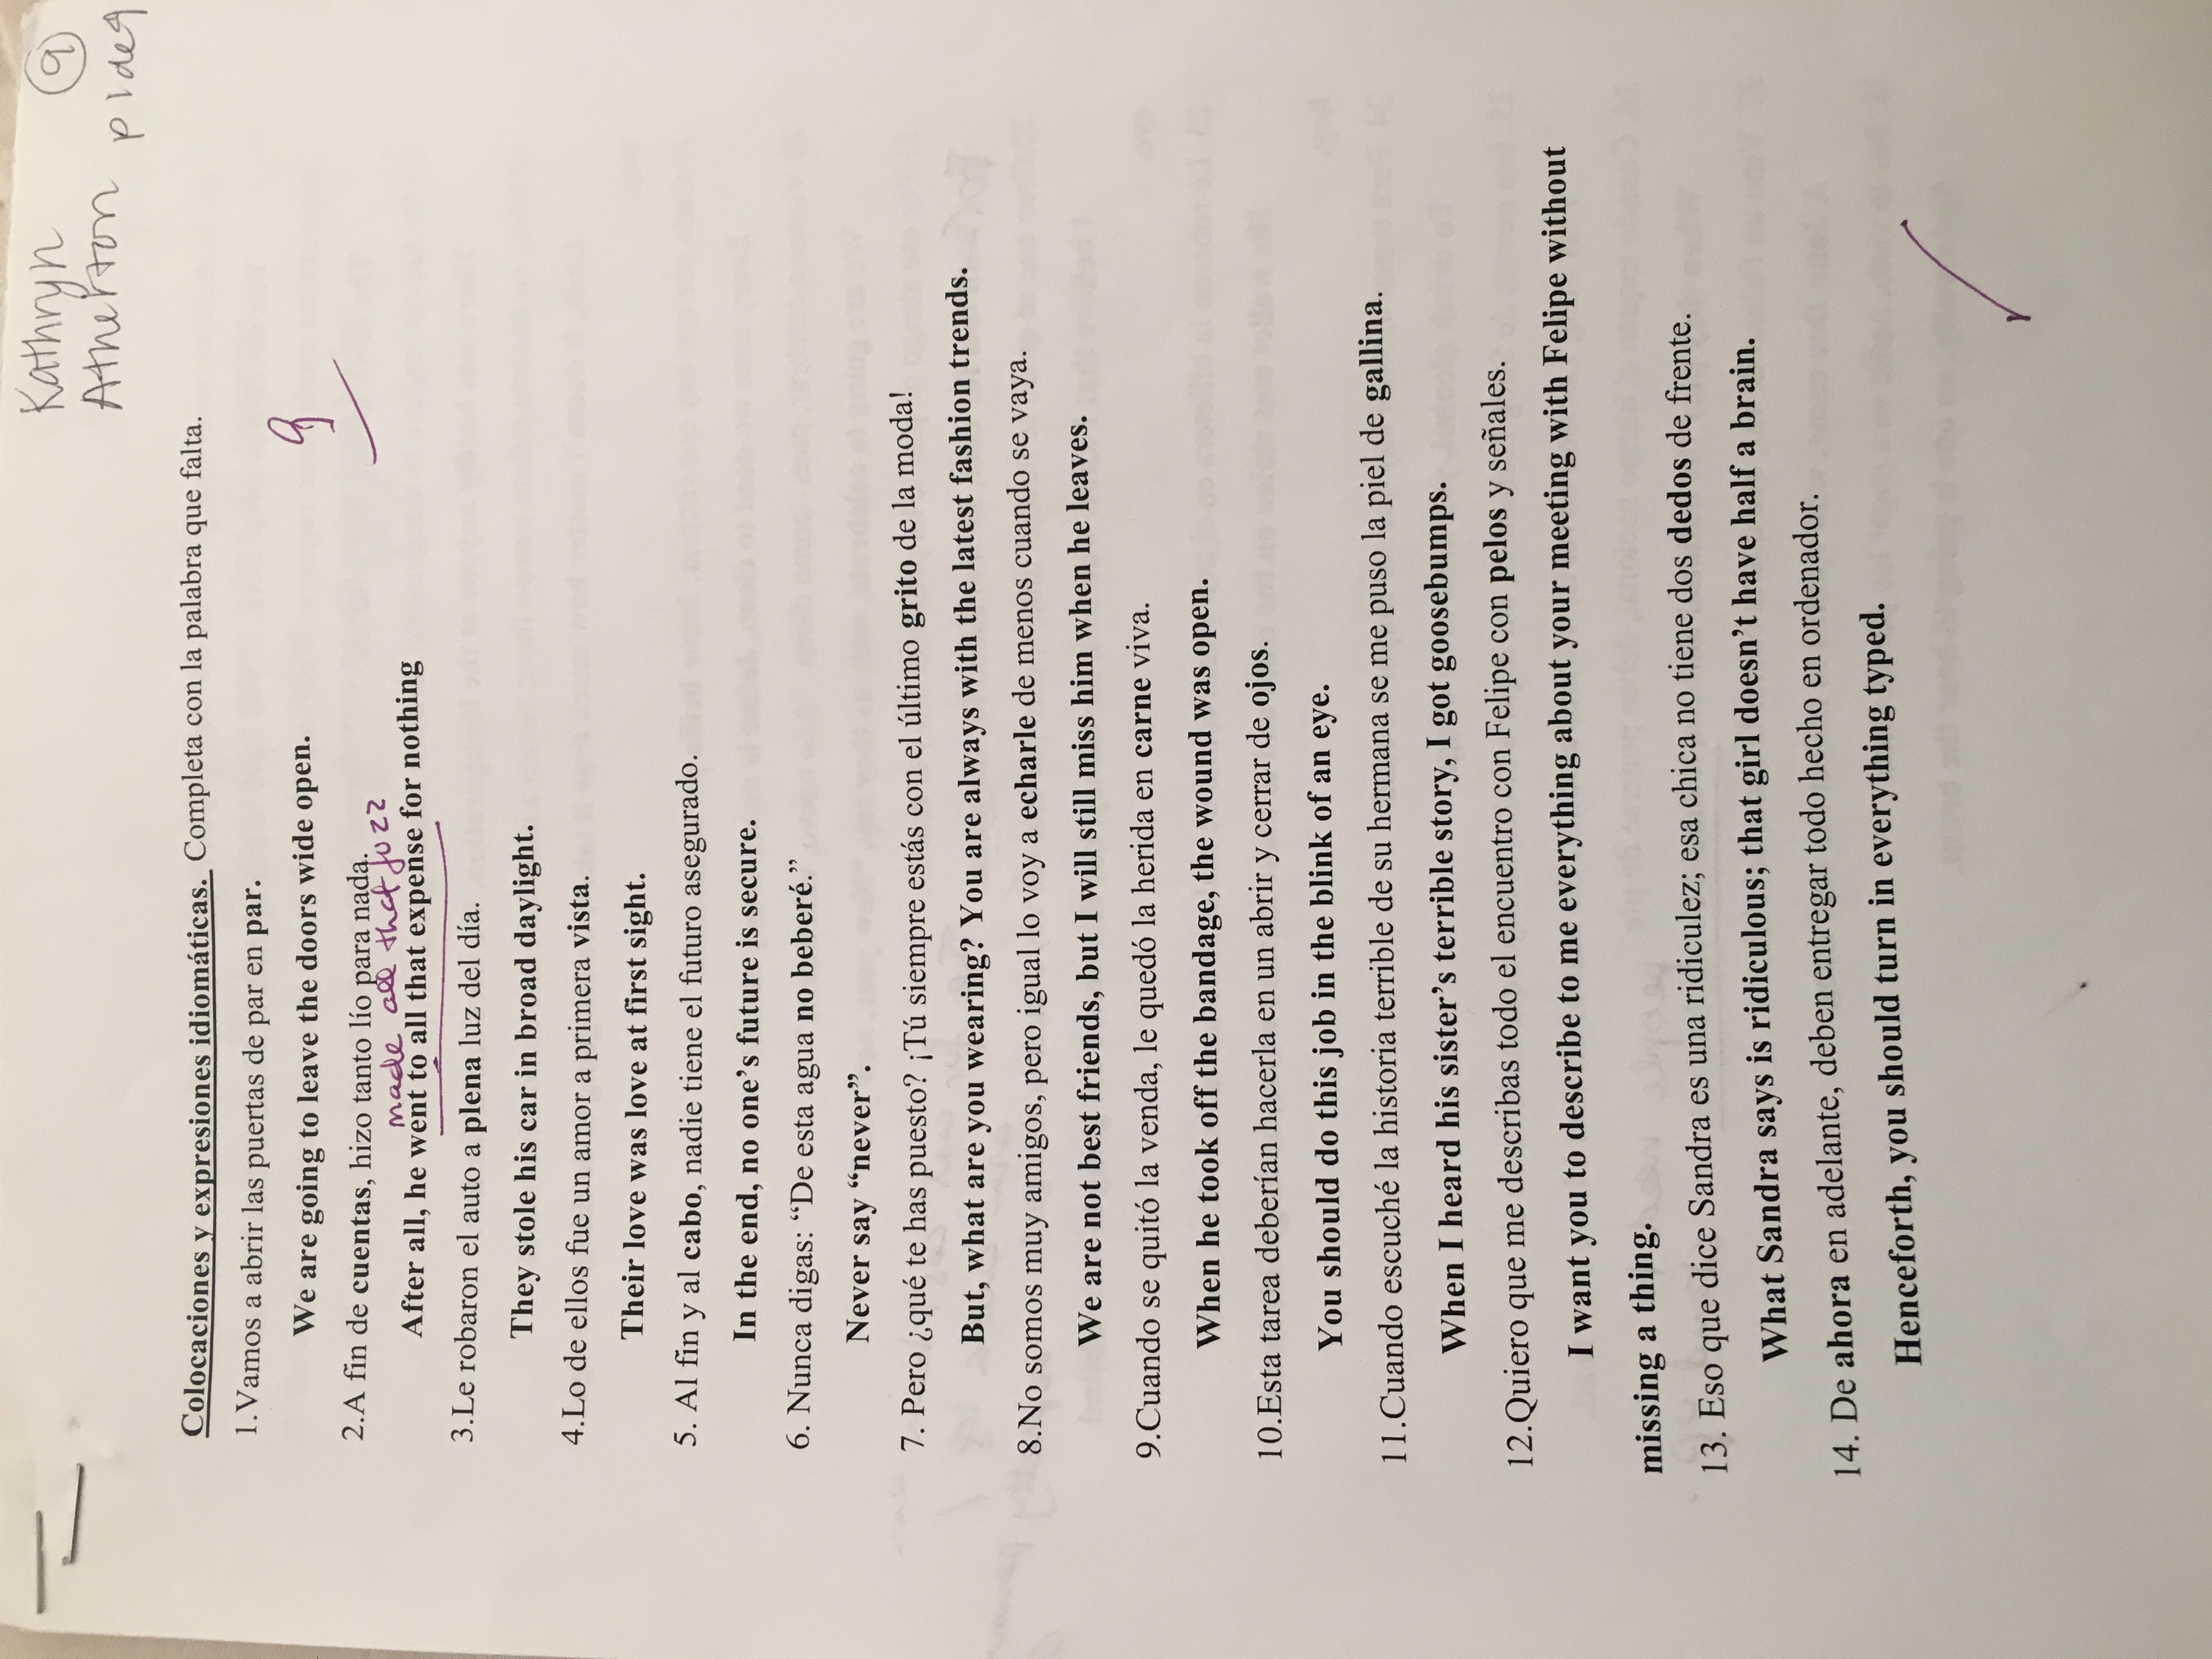 Kathryn 9
Atherton pides
Colocaciones y expresiones idiomáticas. Completa con la palabra que falta.
1.Vamos a abrir las puertas de par en par.
We are going to leave the doors wide open.
9
2.A fin de cuentas, hizo tanto lío para nada.
made all that fuzz
After all, he went to all that expense for nothing
3.Le robaron el auto a plena luz del día.
They stole his car in broad daylight.
4.Lo de ellos fue un amor a primera vista.
Their love was love at first sight.
5. Al fin y al cabo, nadie tiene el futuro asegurado.
In the end, no one's future is secure.
6. Nunca digas: “De esta agua no beberé.”
Never say “never”.
7. Pero ¿qué te has puesto? ¡Tú siempre estás con el último grito de la moda!
But, what are you wearing? You are always with the latest fashion trends.
8.No somos muy amigos, pero igual lo voy a echarle de menos cuando se vaya.
We are not best friends, but I will still miss him when he leaves.
9.Cuando se quitó la venda, le quedó la herida en carne viva.
When he took off the bandage, the wound was open.
10.Esta tarea deberían hacerla en un abrir y cerrar de ojos.
You should do this job in the blink of an eye.
11.Cuando escuché la historia terrible de su hermana se me puso la piel de gallina.
When I heard his sister's terrible story, I got goosebumps.
12.Quiero que me describas todo el encuentro con Felipe con pelos y señales.
I want you to describe to me everything about your meeting with Felipe without
missing a thing.
13. Eso que dice Sandra es una ridiculez; esa chica no tiene dos dedos de frente.
What Sandra says is ridiculous; that girl doesn't have half a brain.
14. De ahora en adelante, deben entregar todo hecho en ordenador.
Henceforth, you should turn in everything typed.